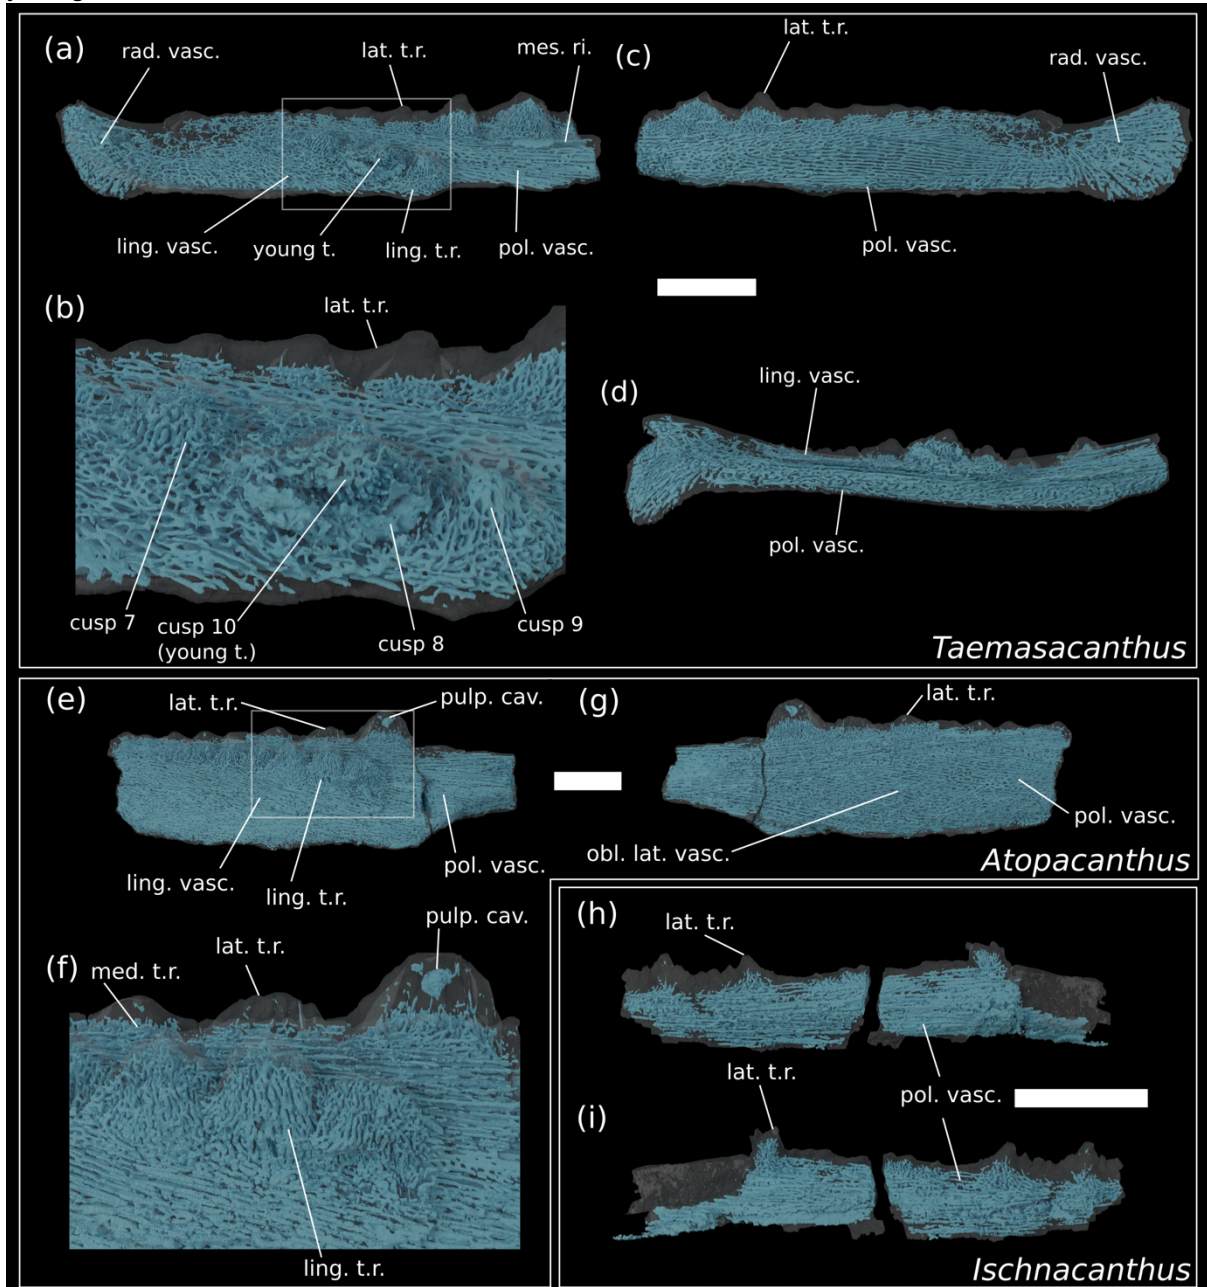 (a)
rad. vasc.
lat. t.r.
mes. ri.
ling. vasc.
young t.
ling. t.r.
pol. vasc.
(c)
lat. t.r.
rad. vasc.
pol. vasc.
(b)
lat. t.r.
cusp 7
cusp 10
(young t.)
cusp 8
cusp 9
(d)
ling. vasc.
pol. vasc.
Taemasacanthus
(e)
lat. t.r.
pulp. cav.
ling. vasc.
ling. t.r.
pol. vasc.
(g)
lat. t.r.
obl. lat. vasc.
pol. vasc.
Atopacanthus
(f)
med. t.r.
lat. t.r.
pulp. cav.
ling. t.r.
(h)
lat. t.r.
pol. vasc.
(i)
lat. t.r.
Ischnacanthus